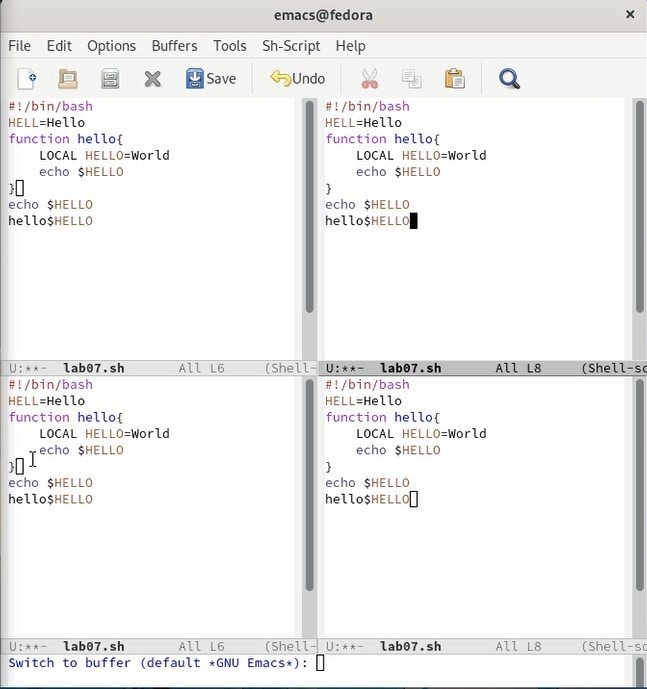 emacs@fedora ×
File Edit Options Buffers Tools Sh-Script Help
Save Undo
#!/bin/bash
HELL=Hello
function hello{
    LOCAL HELLO=World
    echo $HELLO
}
echo $HELLO
hello$HELLO
U:**- lab07.sh All L6 (Shell-
#!/bin/bash
HELL=Hello
function hello{
    LOCAL HELLO=World
    echo $HELLO
}
echo $HELLO
hello$HELLO
U:**- lab07.sh All L8 (Shell-sc
#!/bin/bash
HELL=Hello
function hello{
    LOCAL HELLO=World
    echo $HELLO
}
echo $HELLO
hello$HELLO
U:**- lab07.sh All L6 (Shell-
#!/bin/bash
HELL=Hello
function hello{
    LOCAL HELLO=World
    echo $HELLO
}
echo $HELLO
hello$HELLO
U:**- lab07.sh All L8 (Shell-sc
Switch to buffer (default *GNU Emacs*):